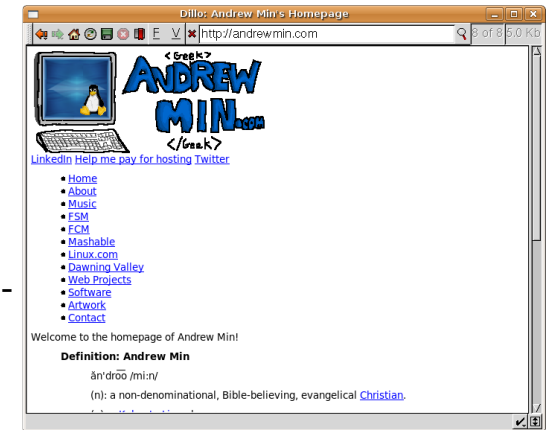 Dillo: Andrew Min's Homepage
F V http://andrewmin.com 8 of 8 5.0 Kb
<Geek>
ANDREW
MIN.COM
</Geek>
LinkedIn Help me pay for hosting Twitter
Home
About
Music
FSM
FCM
Mashable
Linux.com
Dawning Valley
Web Projects
Software
Artwork
Contact
Welcome to the homepage of Andrew Min!
Definition: Andrew Min
ăn'dro͞o /mi:n/
(n): a non-denominational, Bible-believing, evangelical Christian.